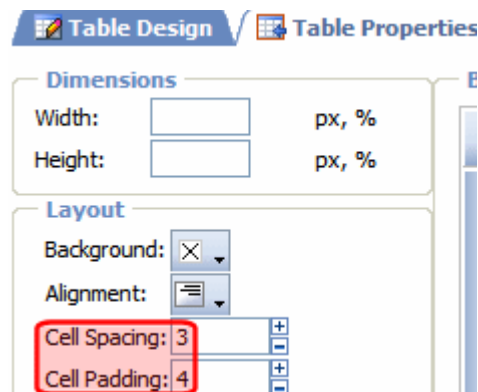 Table Design Table Properties
Dimensions
Width: px, %
Height: px, %
Layout
Background:
Alignment:
Cell Spacing: 3
Cell Padding: 4